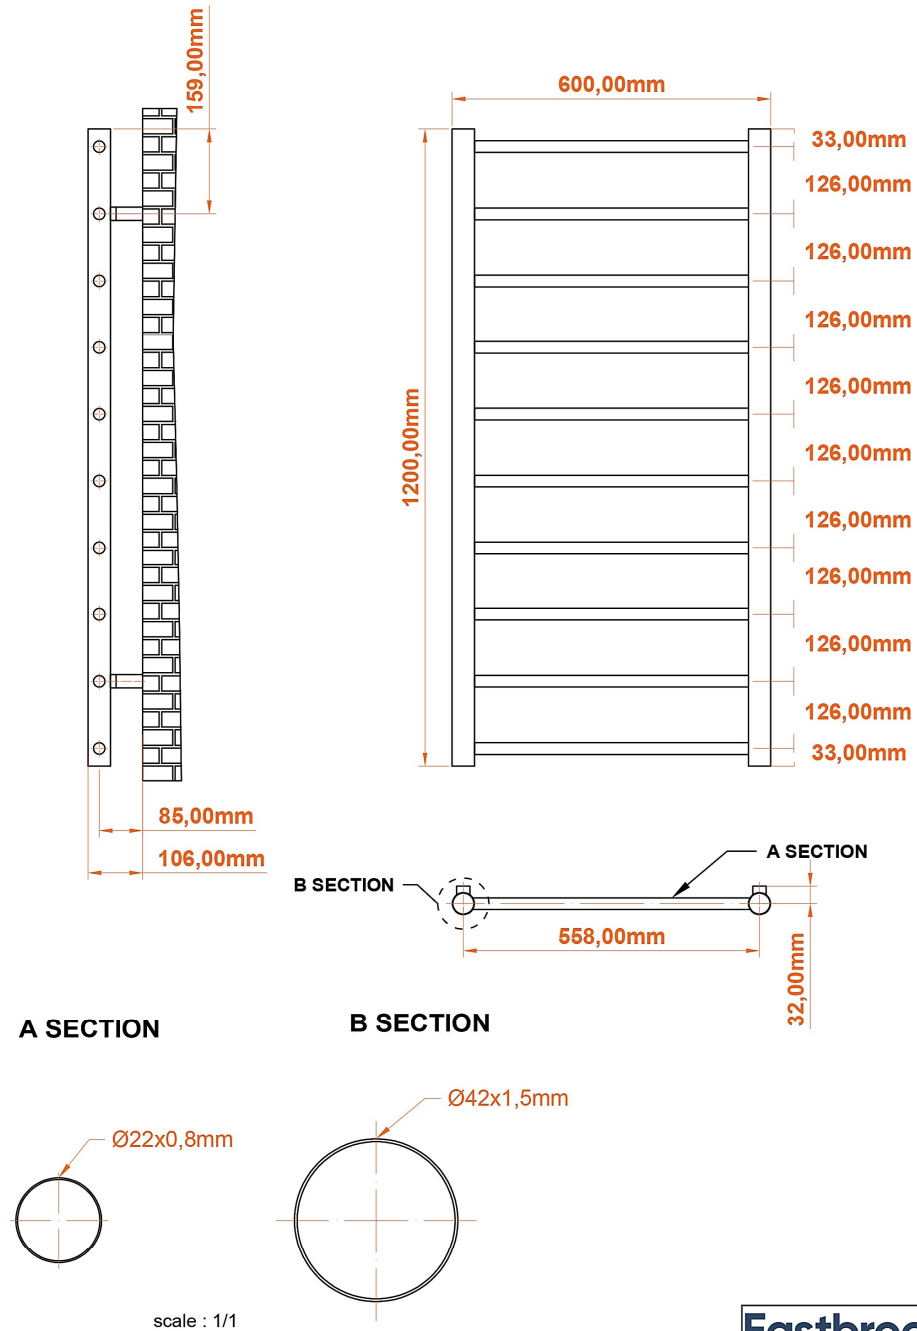 159,00mm
600,00mm
33,00mm
126,00mm
126,00mm
126,00mm
126,00mm
126,00mm
126,00mm
126,00mm
126,00mm
126,00mm
33,00mm
1200,00mm
85,00mm
106,00mm
A SECTION
B SECTION
558,00mm
32,00mm
A SECTION
B SECTION
Ø22x0,8mm
Ø42x1,5mm
scale : 1/1